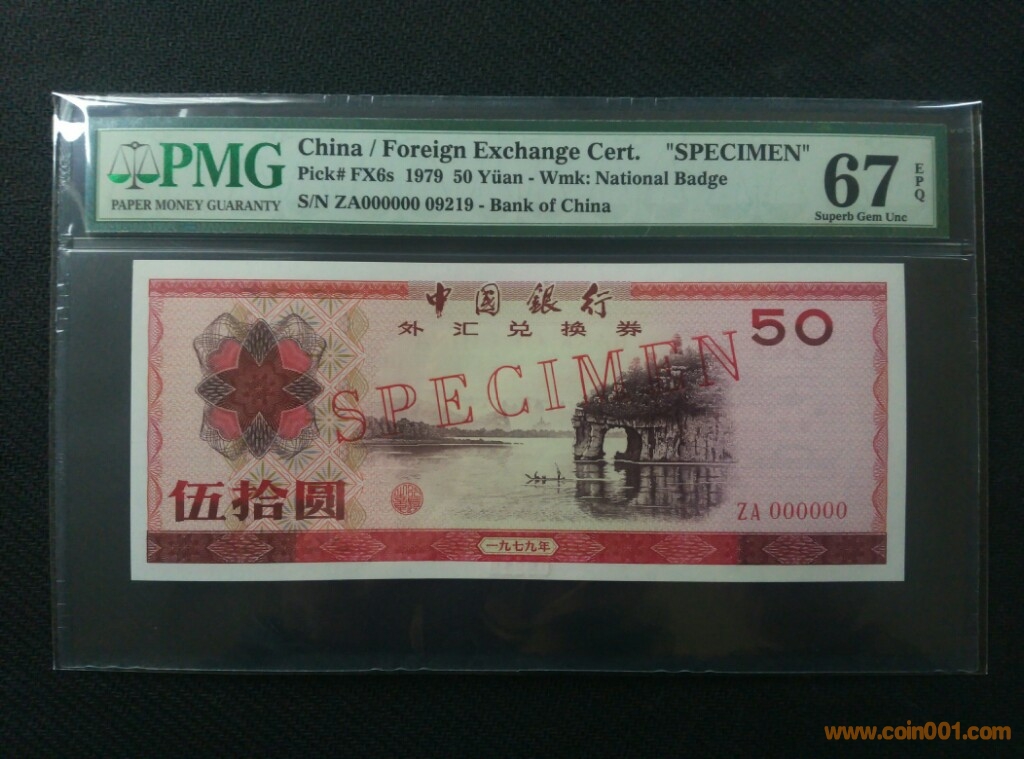 PMG
PAPER MONEY GUARANTY
China / Foreign Exchange Cert. "SPECIMEN"
Pick# FX6s 1979 50 Yüan - Wmk: National Badge
S/N ZA000000 09219 - Bank of China
67
EPQ
Superb Gem Unc
中國銀行
外汇兑换券
50
SPECIMEN
伍拾圆
ZA 000000
一九七九年
www.coin001.com